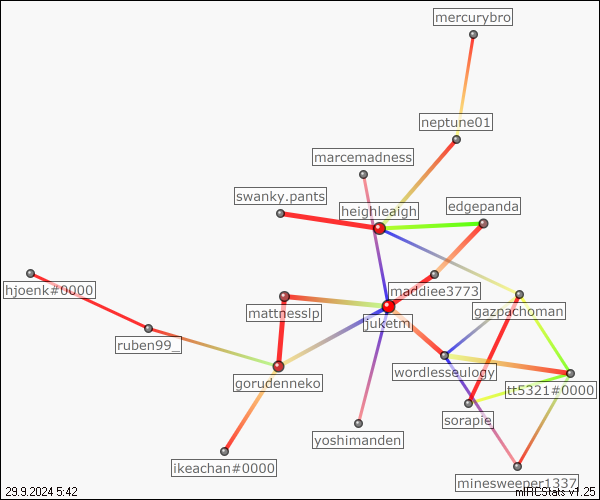 mercurybro
neptune01
marcemadness
swanky.pants
edgepanda
heighleaigh
hjoenk#0000
maddiee3773
gazpachoman
mattnesslp
juketm
ruben99_
wordlesseulogy
gorudenneko
tt5321#0000
sorapie
yoshimanden
ikeachan#0000
minesweeper1337
29.9.2024 5:42
mIRCStats v1.25